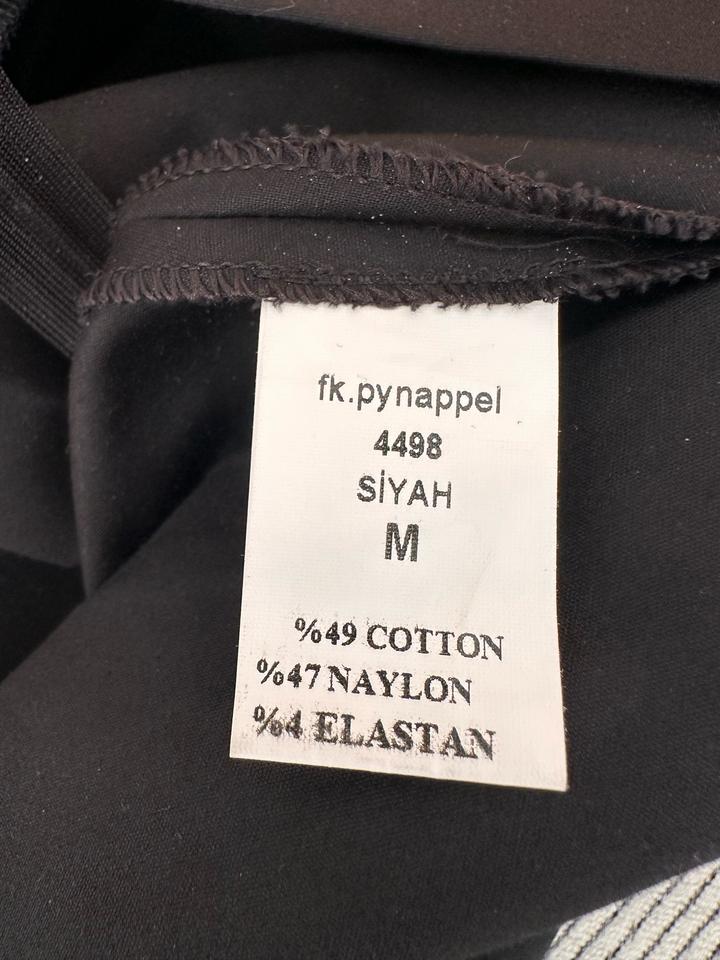 fk.pynappel
4498
SİYAH
M
%49 COTTON
%47 NAYLON
%4 ELASTAN